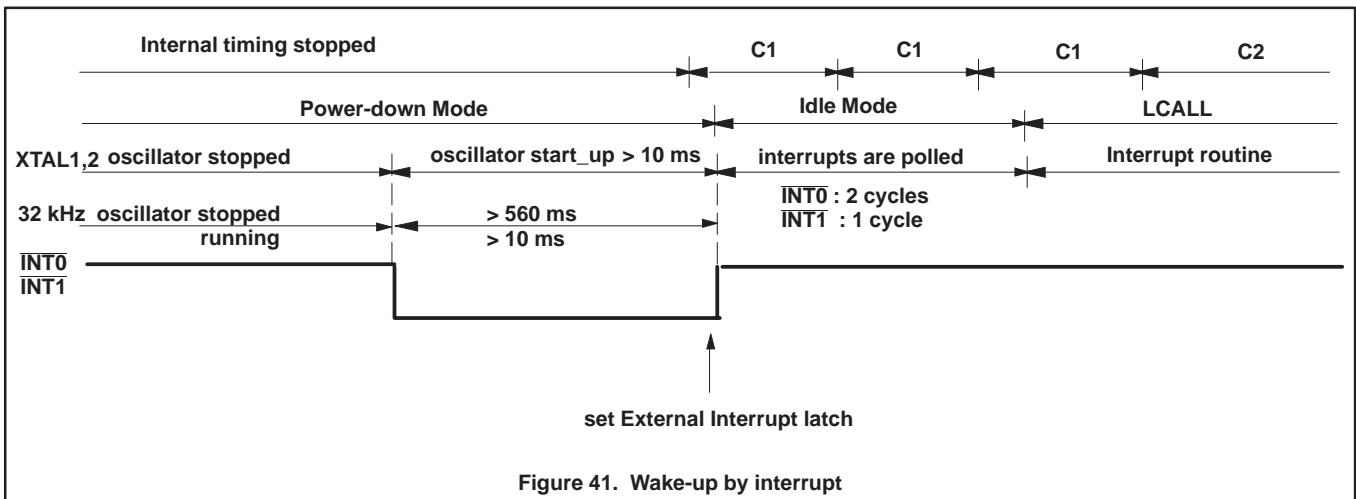 Internal timing stopped C1 C1 C1 C2
Power-down Mode Idle Mode LCALL
XTAL1,2 oscillator stopped oscillator start_up > 10 ms interrupts are polled Interrupt routine
INT0 : 2 cycles
INT1 : 1 cycle
32 kHz oscillator stopped > 560 ms
running > 10 ms
INT0
INT1
set External Interrupt latch
Figure 41. Wake-up by interrupt